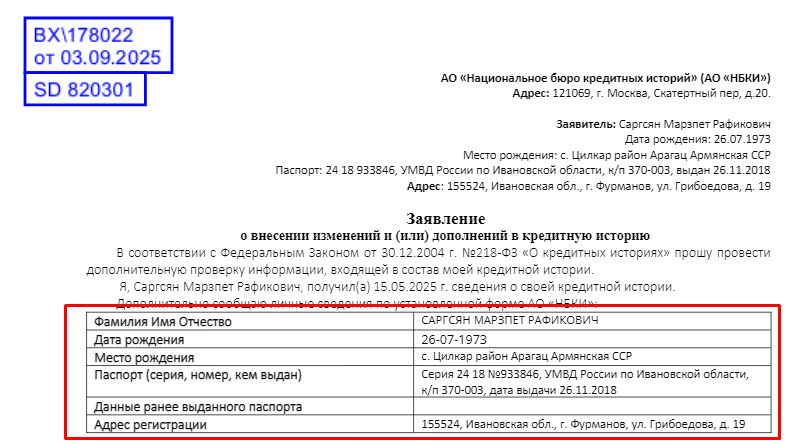 ВХ\178022
от 03.09.2025
SD 820301
АО «Национальное бюро кредитных историй» (АО «НБКИ»)
Адрес: 121069, г. Москва, Скатертный пер, д.20.
Заявитель: Саргсян Марзпет Рафикович
Дата рождения: 26.07.1973
Место рождения: с. Цилкар район Арагац Армянская ССР
Паспорт: 24 18 933846, УМВД России по Ивановской области, к/п 370-003, выдан 26.11.2018
Адрес: 155524, Ивановская обл., г. Фурманов, ул. Грибоедова, д. 19
Заявление
о внесении изменений и (или) дополнений в кредитную историю
В соответствии с Федеральным Законом от 30.12.2004 г. №218-ФЗ «О кредитных историях» прошу провести
дополнительную проверку информации, входящей в состав моей кредитной истории.
Я, Саргсян Марзпет Рафикович, получил(а) 15.05.2025 г. сведения о своей кредитной истории.
Дополнительно сообщаю личные сведения по установленной форме АО «НБКИ»:
Фамилия Имя Отчество САРГСЯН МАРЗПЕТ РАФИКОВИЧ
Дата рождения 26-07-1973
Место рождения с. Цилкар район Арагац Армянская ССР
Паспорт (серия, номер, кем выдан) Серия 24 18 №933846, УМВД России по Ивановской области,
к/п 370-003, дата выдачи 26.11.2018
Данные ранее выданного паспорта
Адрес регистрации 155524, Ивановская обл., г. Фурманов, ул. Грибоедова, д. 19